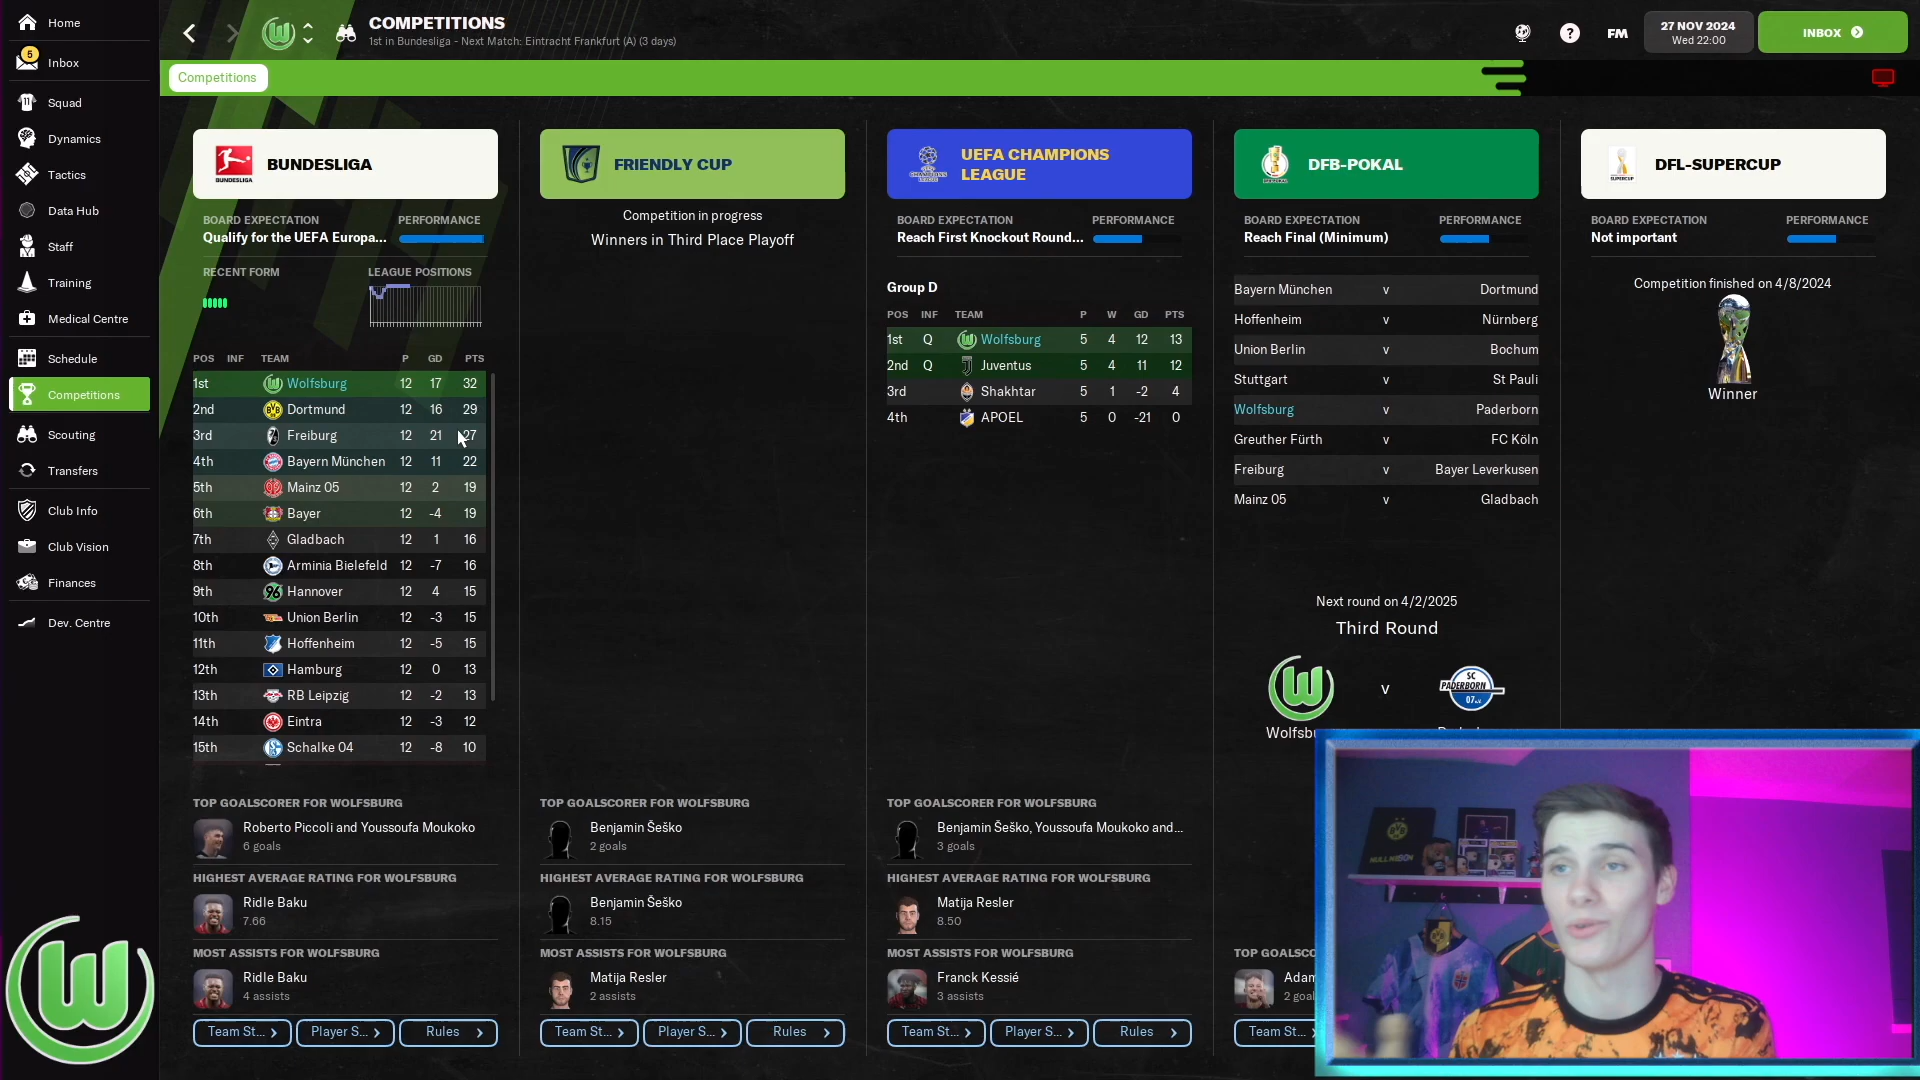 Home
5
Inbox
Squad
Dynamics
Tactics
Data Hub
Staff
Training
Medical Centre
Schedule
Competitions
Scouting
Transfers
Club Info
Club Vision
Finances
Dev. Centre
COMPETITIONS
1st in Bundesliga - Next Match: Eintracht Frankfurt (A) (3 days)
?
FM
27 NOV 2024
Wed 22:00
INBOX
Competitions
BUNDESLIGA
BUNDESLIGA
BOARD EXPECTATION PERFORMANCE
Qualify for the UEFA Europa...
RECENT FORM LEAGUE POSITIONS
POS INF TEAM P GD PTS
1st Wolfsburg 12 17 32
2nd Dortmund 12 16 29
3rd Freiburg 12 21 27
4th Bayern München 12 11 22
5th Mainz 05 12 2 19
6th Bayer 12 -4 19
7th Gladbach 12 1 16
8th Arminia Bielefeld 12 -7 16
9th Hannover 12 4 15
10th Union Berlin 12 -3 15
11th Hoffenheim 12 -5 15
12th Hamburg 12 0 13
13th RB Leipzig 12 -2 13
14th Eintra 12 -3 12
15th Schalke 04 12 -8 10
TOP GOALSCORER FOR WOLFSBURG
Roberto Piccoli and Youssoufa Moukoko
6 goals
HIGHEST AVERAGE RATING FOR WOLFSBURG
Ridle Baku
7.66
MOST ASSISTS FOR WOLFSBURG
Ridle Baku
4 assists
Team St... Player S... Rules
FRIENDLY CUP
Competition in progress
Winners in Third Place Playoff
TOP GOALSCORER FOR WOLFSBURG
Benjamin Šeško
2 goals
HIGHEST AVERAGE RATING FOR WOLFSBURG
Benjamin Šeško
8.15
MOST ASSISTS FOR WOLFSBURG
Matija Resler
2 assists
Team St... Player S... Rules
UEFA CHAMPIONS
LEAGUE
BOARD EXPECTATION PERFORMANCE
Reach First Knockout Round...
Group D
POS INF TEAM P W GD PTS
1st Q Wolfsburg 5 4 12 13
2nd Q Juventus 5 4 11 12
3rd Shakhtar 5 1 -2 4
4th APOEL 5 0 -21 0
TOP GOALSCORER FOR WOLFSBURG
Benjamin Šeško, Youssoufa Moukoko and...
3 goals
HIGHEST AVERAGE RATING FOR WOLFSBURG
Matija Resler
8.50
MOST ASSISTS FOR WOLFSBURG
Franck Kessié
3 assists
Team St... Player S... Rules
DFB-POKAL
BOARD EXPECTATION PERFORMANCE
Reach Final (Minimum)
Bayern München v Dortmund
Hoffenheim v Nürnberg
Union Berlin v Bochum
Stuttgart v St Pauli
Wolfsburg v Paderborn
Greuther Fürth v FC Köln
Freiburg v Bayer Leverkusen
Mainz 05 v Gladbach
Next round on 4/2/2025
Third Round
v
SC
PADERBORN
07
Wolfsbu
TOP GOALSC
Adam
2 goal
Team St...
DFL-SUPERCUP
SUPERCUP
BOARD EXPECTATION PERFORMANCE
Not important
Competition finished on 4/8/2024
Winner